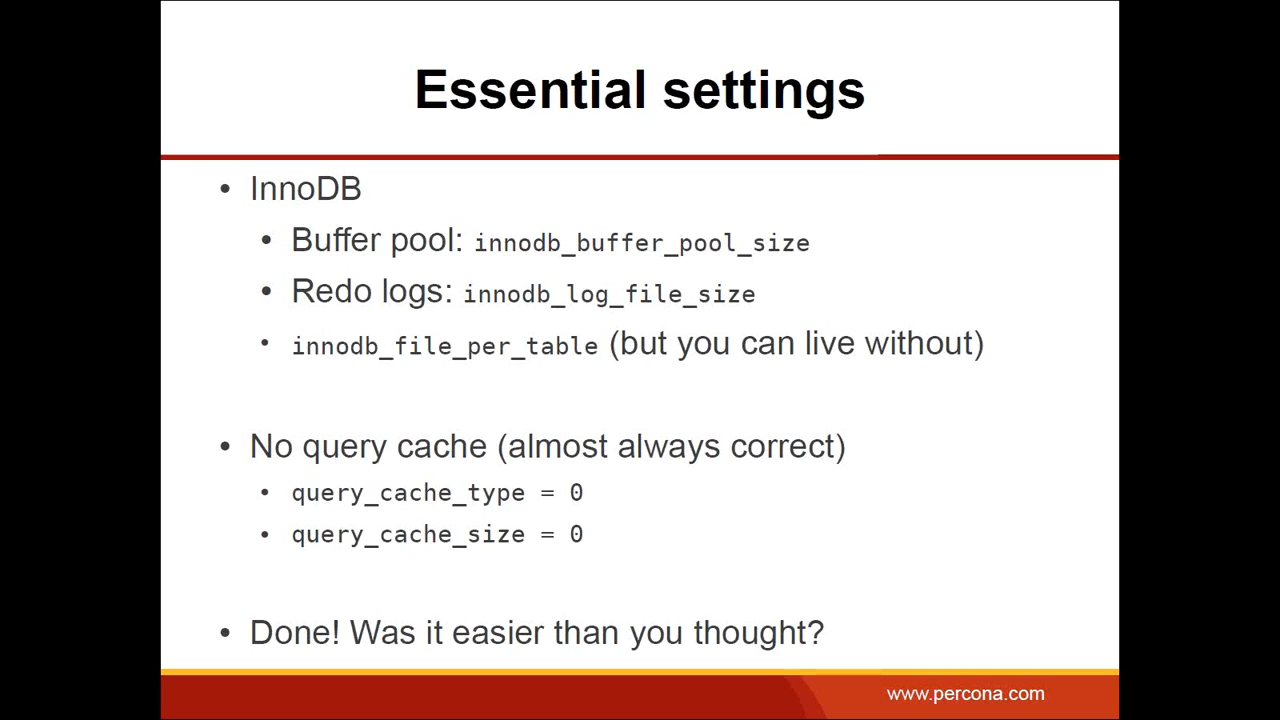 Essential settings
• InnoDB
• Buffer pool: innodb_buffer_pool_size
• Redo logs: innodb_log_file_size
• innodb_file_per_table (but you can live without)
• No query cache (almost always correct)
• query_cache_type = 0
• query_cache_size = 0
• Done! Was it easier than you thought?
www.percona.com